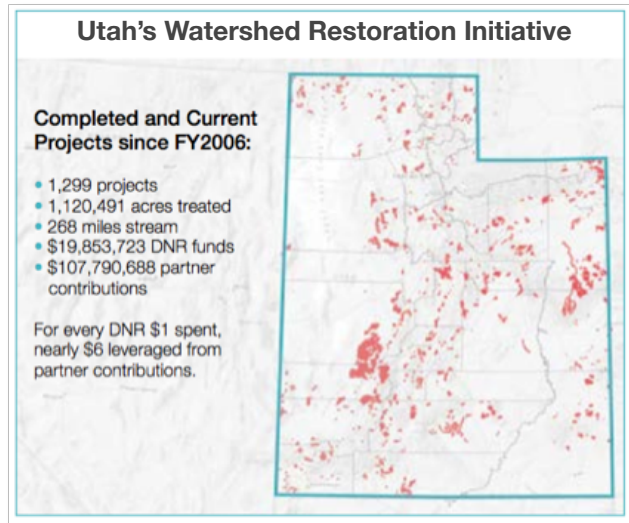 Utah's Watershed Restoration Initiative
Completed and Current
Projects since FY2006:
• 1,299 projects
• 1,120,491 acres treated
• 268 miles stream
• $19,853,723 DNR funds
• $107,790,688 partner
contributions
For every DNR $1 spent,
nearly $6 leveraged from
partner contributions.